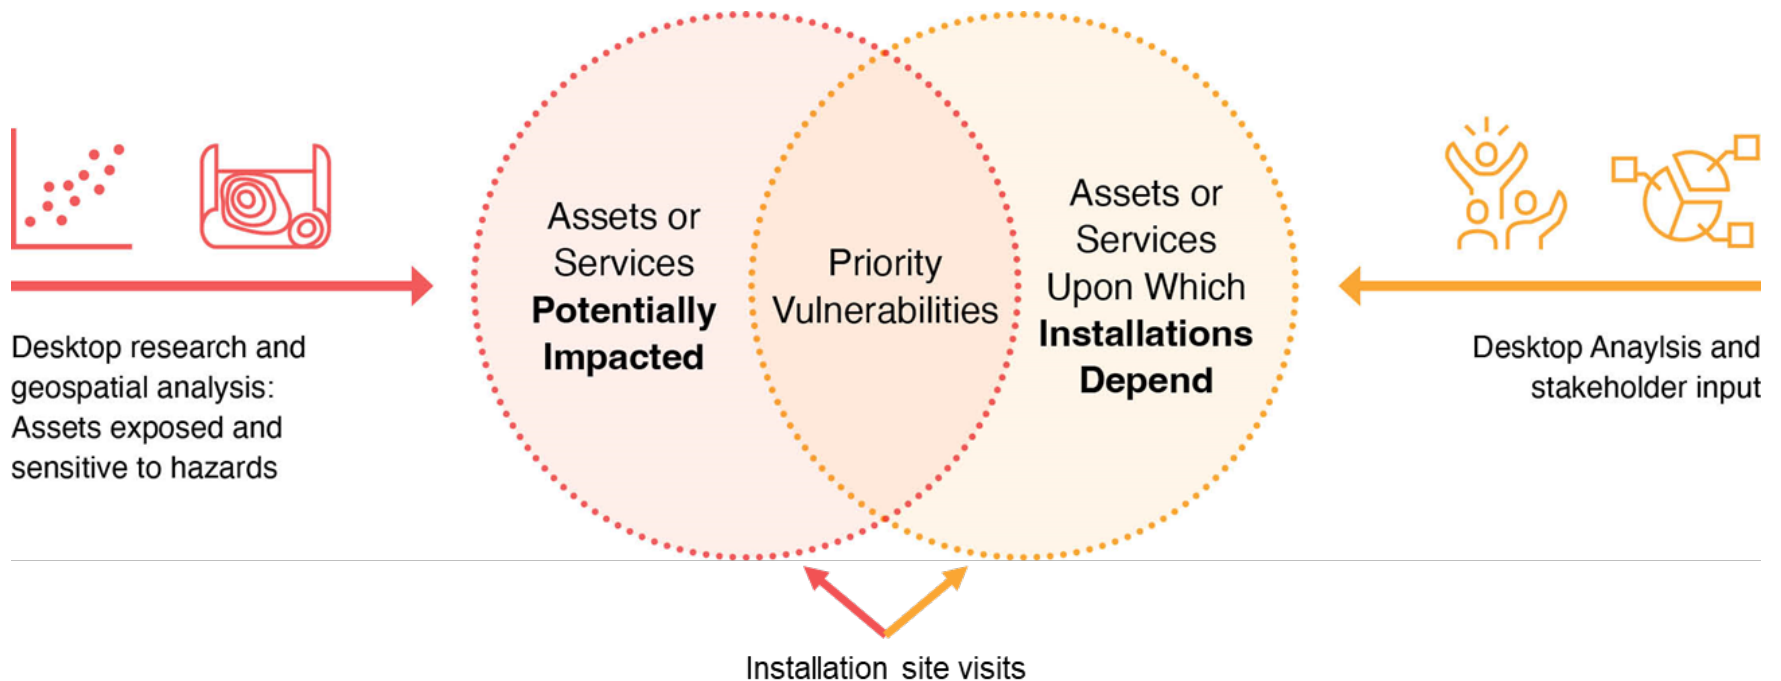 Desktop research and
geospatial analysis:
Assets exposed and
sensitive to hazards
Assets or
Services
Potentially
Impacted
Priority
Vulnerabilities
Assets or
Services
Upon Which
Installations
Depend
Desktop Anaylsis and
stakeholder input
Installation site visits